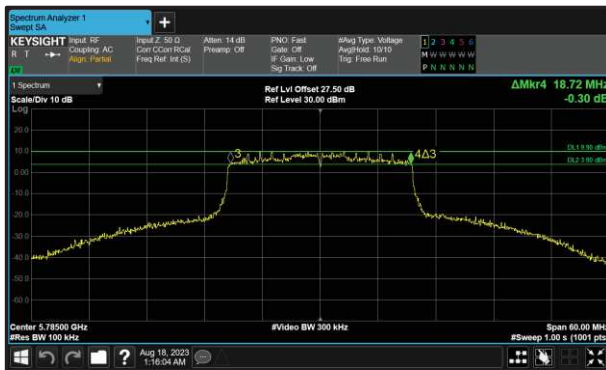 Spectrum Analyzer 1
Swept SA
KEYSIGHT
R T
Input: RF
Coupling: AC
Align: Partial
Input Z: 50 Ω
Corr CCorr RCal
Freq Ref: Int (S)
Atten: 14 dB
Preamp: Off
PNO: Fast
Gate: Off
IF Gain: Low
Sig Track: Off
#Avg Type: Voltage
Avg|Hold: 10/10
Trig: Free Run
1 2 3 4 5 6
M W W W W W
P N N N N N
1 Spectrum
Scale/Div 10 dB
Log
Ref Lvl Offset 27.50 dB
Ref Level 30.00 dBm
ΔMkr4 18.72 MHz
-0.30 dB
20.0
10.0
0.00
-10.0
-20.0
-30.0
-40.0
-50.0
-60.0
3
4Δ3
DL1 9.90 dBm
DL2 3.90 dBm
Center 5.78500 GHz
#Res BW 100 kHz
#Video BW 300 kHz
Span 60.00 MHz
#Sweep 1.00 s (1001 pts)
?
Aug 18, 2023
1:16:04 AM